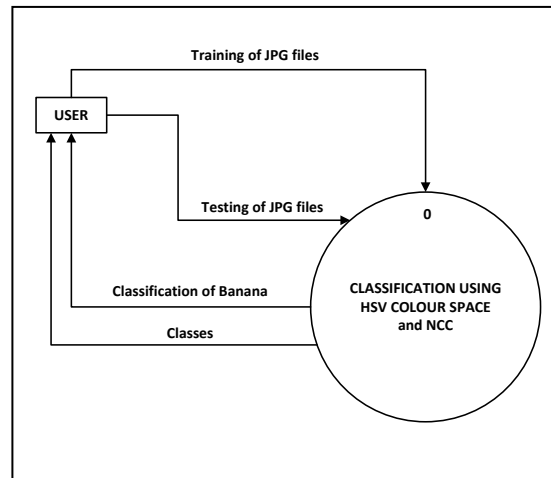 Training of JPG files
USER
Testing of JPG files
0
CLASSIFICATION USING
HSV COLOUR SPACE
and NCC
Classification of Banana
Classes